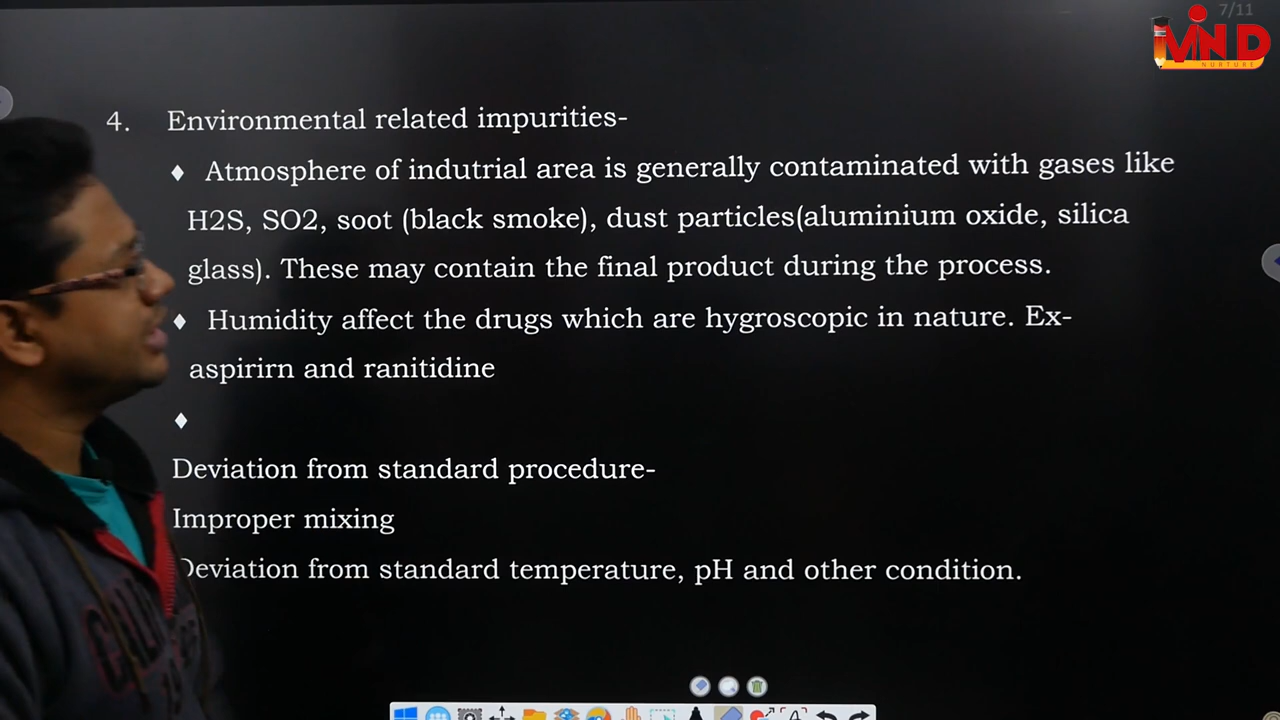 7/11
MIND
NURTURE
4. Environmental related impurities-
♦ Atmosphere of indutrial area is generally contaminated with gases like
H2S, SO2, soot (black smoke), dust particles(aluminium oxide, silica
glass). These may contain the final product during the process.
♦ Humidity affect the drugs which are hygroscopic in nature. Ex-
aspirirn and ranitidine
♦
Deviation from standard procedure-
Improper mixing
Deviation from standard temperature, pH and other condition.